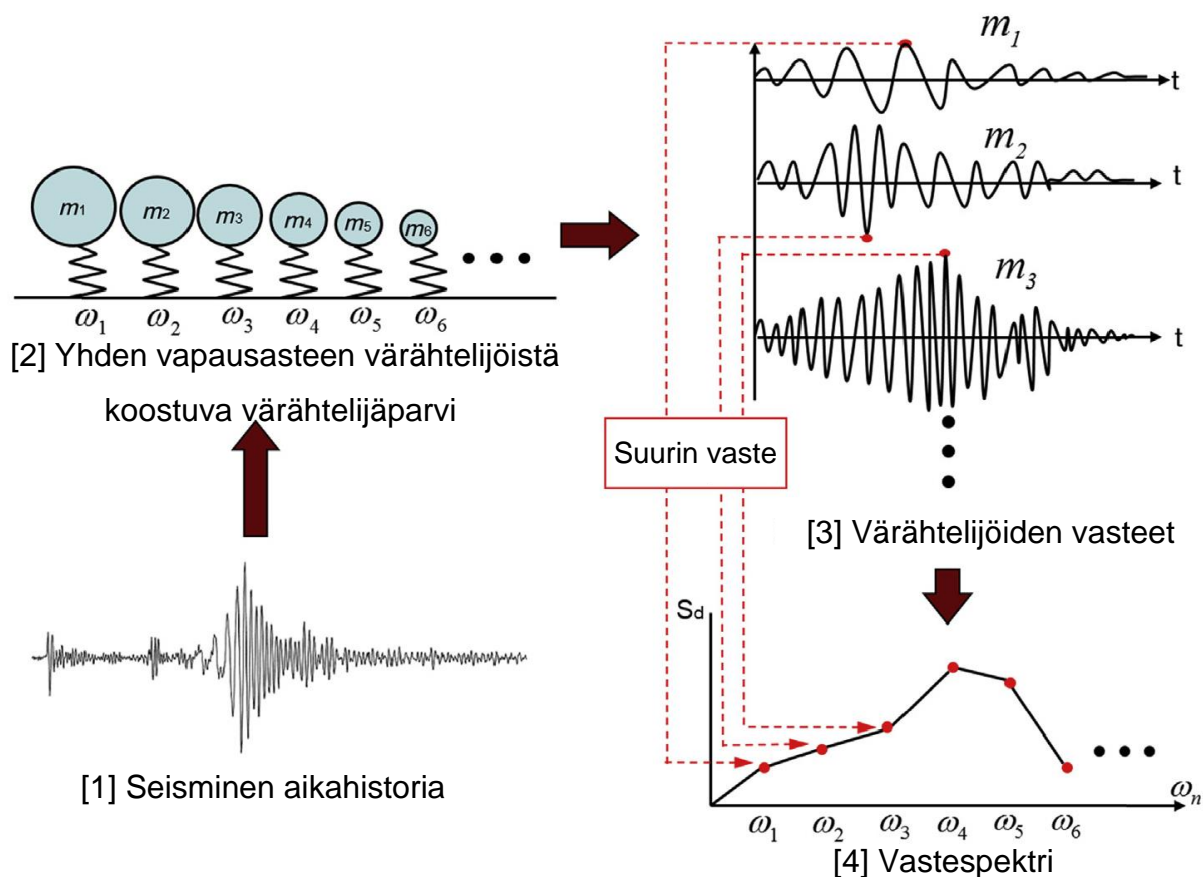 m1 m2 m3 m4 m5 m6
ω1 ω2 ω3 ω4 ω5 ω6
[2] Yhden vapausasteen värähtelijöistä
koostuva värähtelijäparvi
[1] Seisminen aikahistoria
m1
t
m2
t
m3
t
Suurin vaste
[3] Värähtelijöiden vasteet
Sd
ωn
ω1 ω2 ω3 ω4 ω5 ω6
[4] Vastespektri